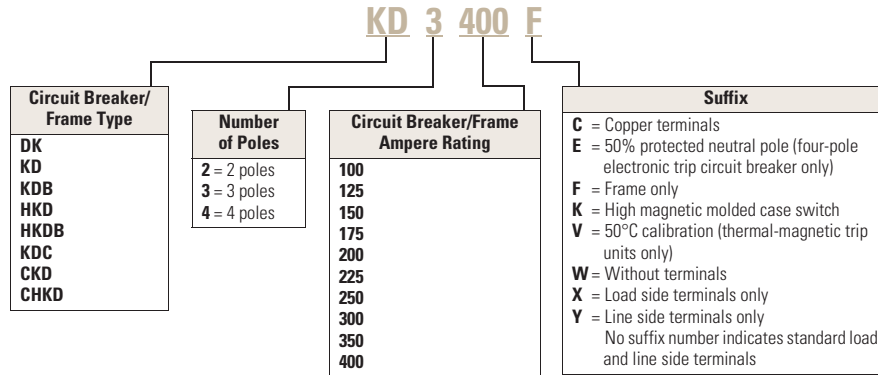 KD 3 400 F
Circuit Breaker/
Frame Type
DK
KD
KDB
HKD
HKDB
KDC
CKD
CHKD
Number
of Poles
2 = 2 poles
3 = 3 poles
4 = 4 poles
Circuit Breaker/Frame
Ampere Rating
100
125
150
175
200
225
250
300
350
400
Suffix
C = Copper terminals
E = 50% protected neutral pole (four-pole
electronic trip circuit breaker only)
F = Frame only
K = High magnetic molded case switch
V = 50°C calibration (thermal-magnetic trip
units only)
W = Without terminals
X = Load side terminals only
Y = Line side terminals only
No suffix number indicates standard load
and line side terminals